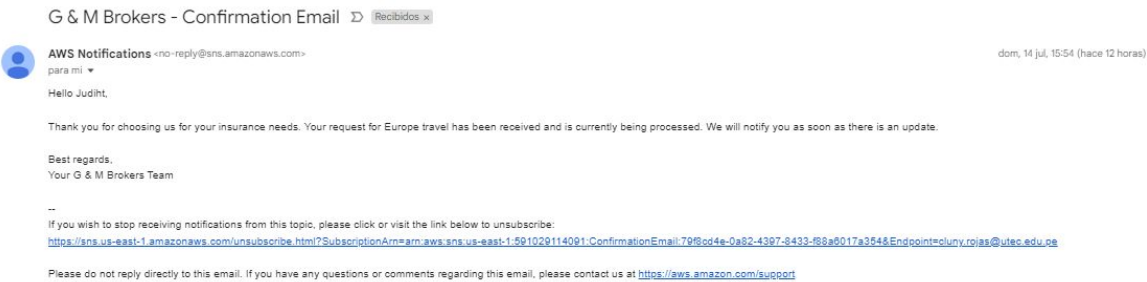 G & M Brokers - Confirmation Email Recibidos x
AWS Notifications <no-reply@sns.amazonaws.com> dom, 14 jul, 15:54 (hace 12 horas)
para mi
Hello Judiht,
Thank you for choosing us for your insurance needs. Your request for Europe travel has been received and is currently being processed. We will notify you as soon as there is an update.
Best regards,
Your G & M Brokers Team
--
If you wish to stop receiving notifications from this topic, please click or visit the link below to unsubscribe:
https://sns.us-east-1.amazonaws.com/unsubscribe.html?SubscriptionArn=arn:aws:sns:us-east-1:591029114091:ConfirmationEmail:79f8cd4e-0a82-4397-8433-f88a6017a354&Endpoint=cluny.rojas@utec.edu.pe
Please do not reply directly to this email. If you have any questions or comments regarding this email, please contact us at https://aws.amazon.com/support